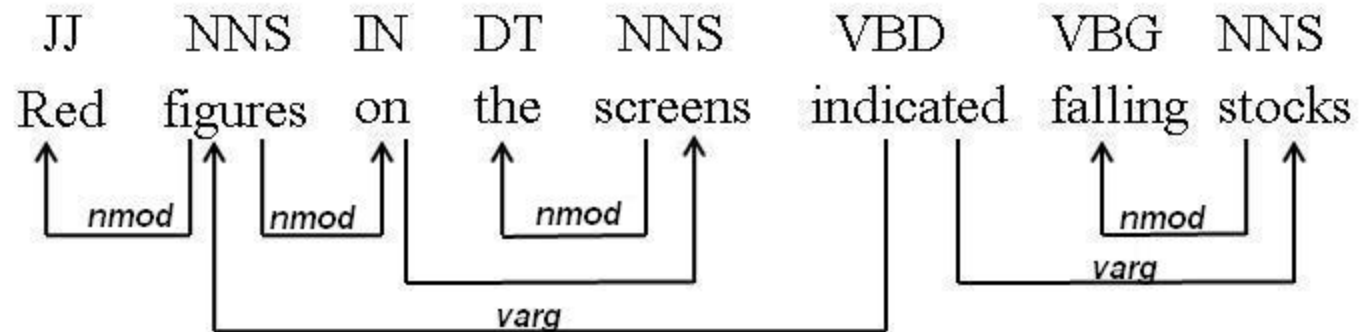 JJ NNS IN DT NNS VBD VBG NNS
Red figures on the screens indicated falling stocks
nmod nmod nmod nmod
varg
varg